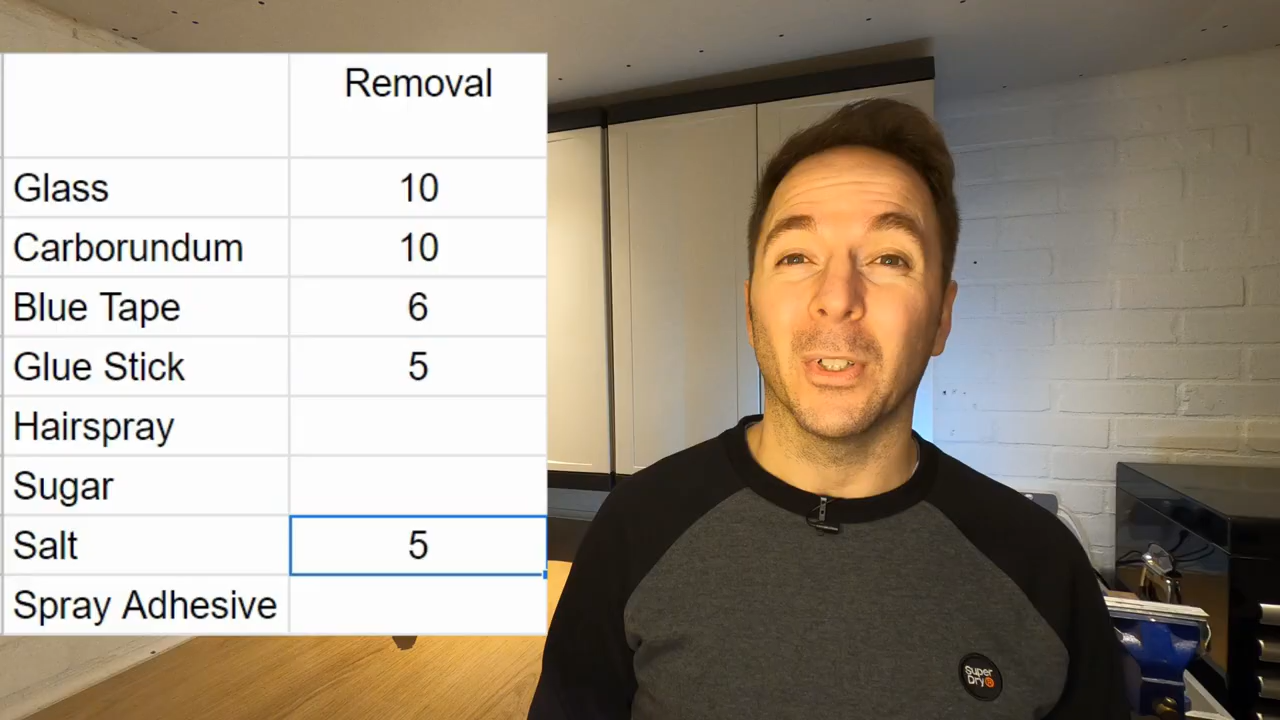 Removal
Glass 10
Carborundum 10
Blue Tape 6
Glue Stick 5
Hairspray
Sugar
Salt 5
Spray Adhesive
Super
Dry